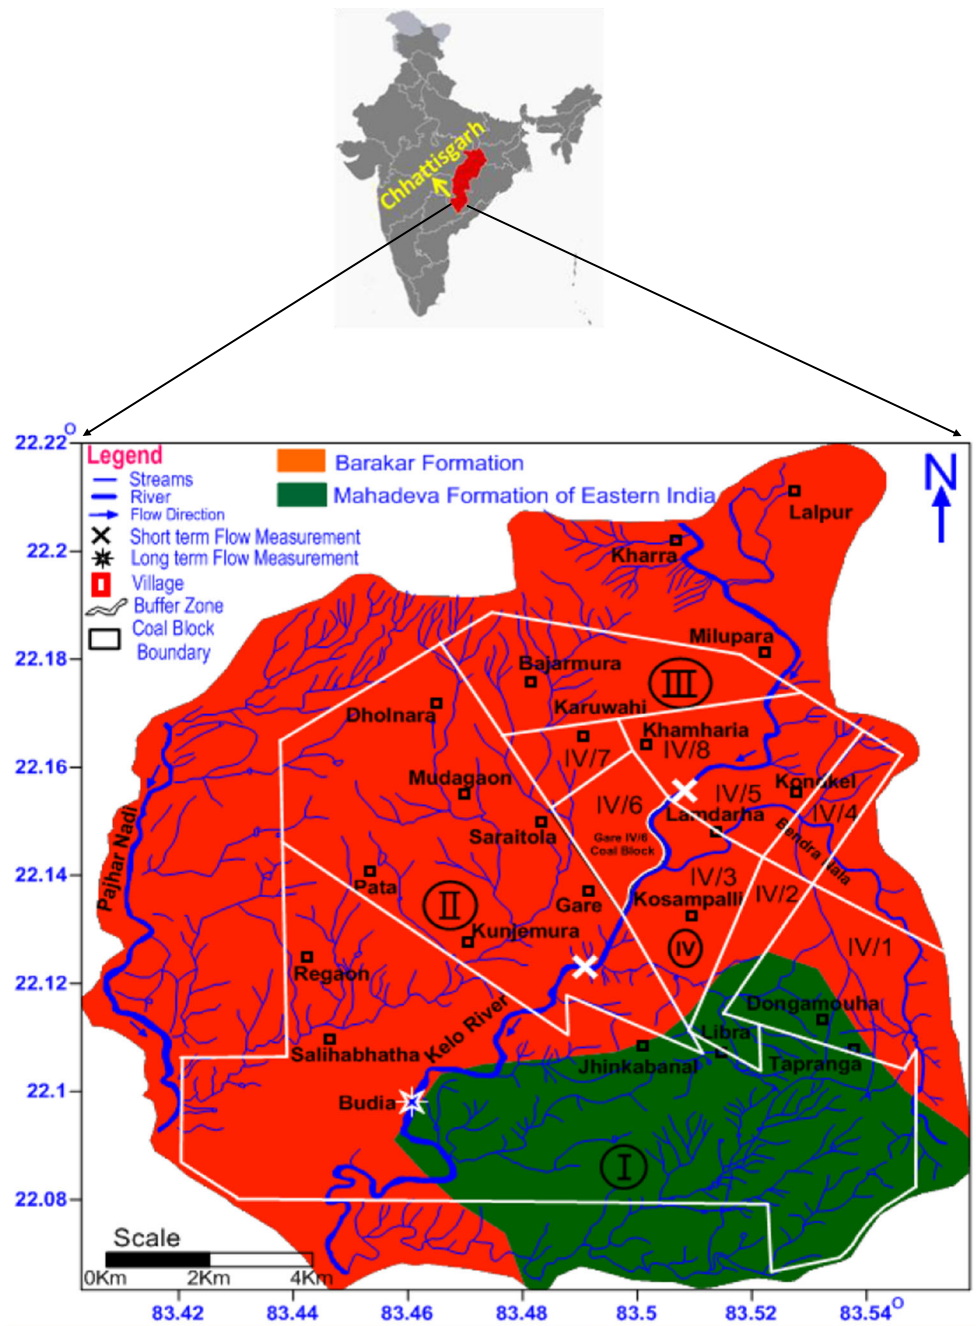 Chhattisgarh
22.22°
Legend
Streams
River
Flow Direction
Short term Flow Measurement
Long term Flow Measurement
Village
Buffer Zone
Coal Block
Boundary
Barakar Formation
Mahadeva Formation of Eastern India
N
Lalpur
22.2
Kharra
Milupara
22.18
Bajarmura
III
Karuwahi
Dholnara
Khamharia
IV/7
IV/8
22.16
Mudagaon
Konakel
IV/6
IV/5
IV/4
Lamdarha
Saraitola
Gare IV/6
Coal Block
Bendra Nala
22.14
Pajhar Nadi
Pata
IV/3
IV/2
II
Gare
Kosampalli
Kunjemura
IV
IV/1
Regaon
22.12
Dongamouha
Kelo River
Libra
Salihabhatha
Jhinkabanal
Tapranga
22.1
Budia
I
22.08
Scale
0Km
2Km
4Km
83.42
83.44
83.46
83.48
83.5
83.52
83.54°